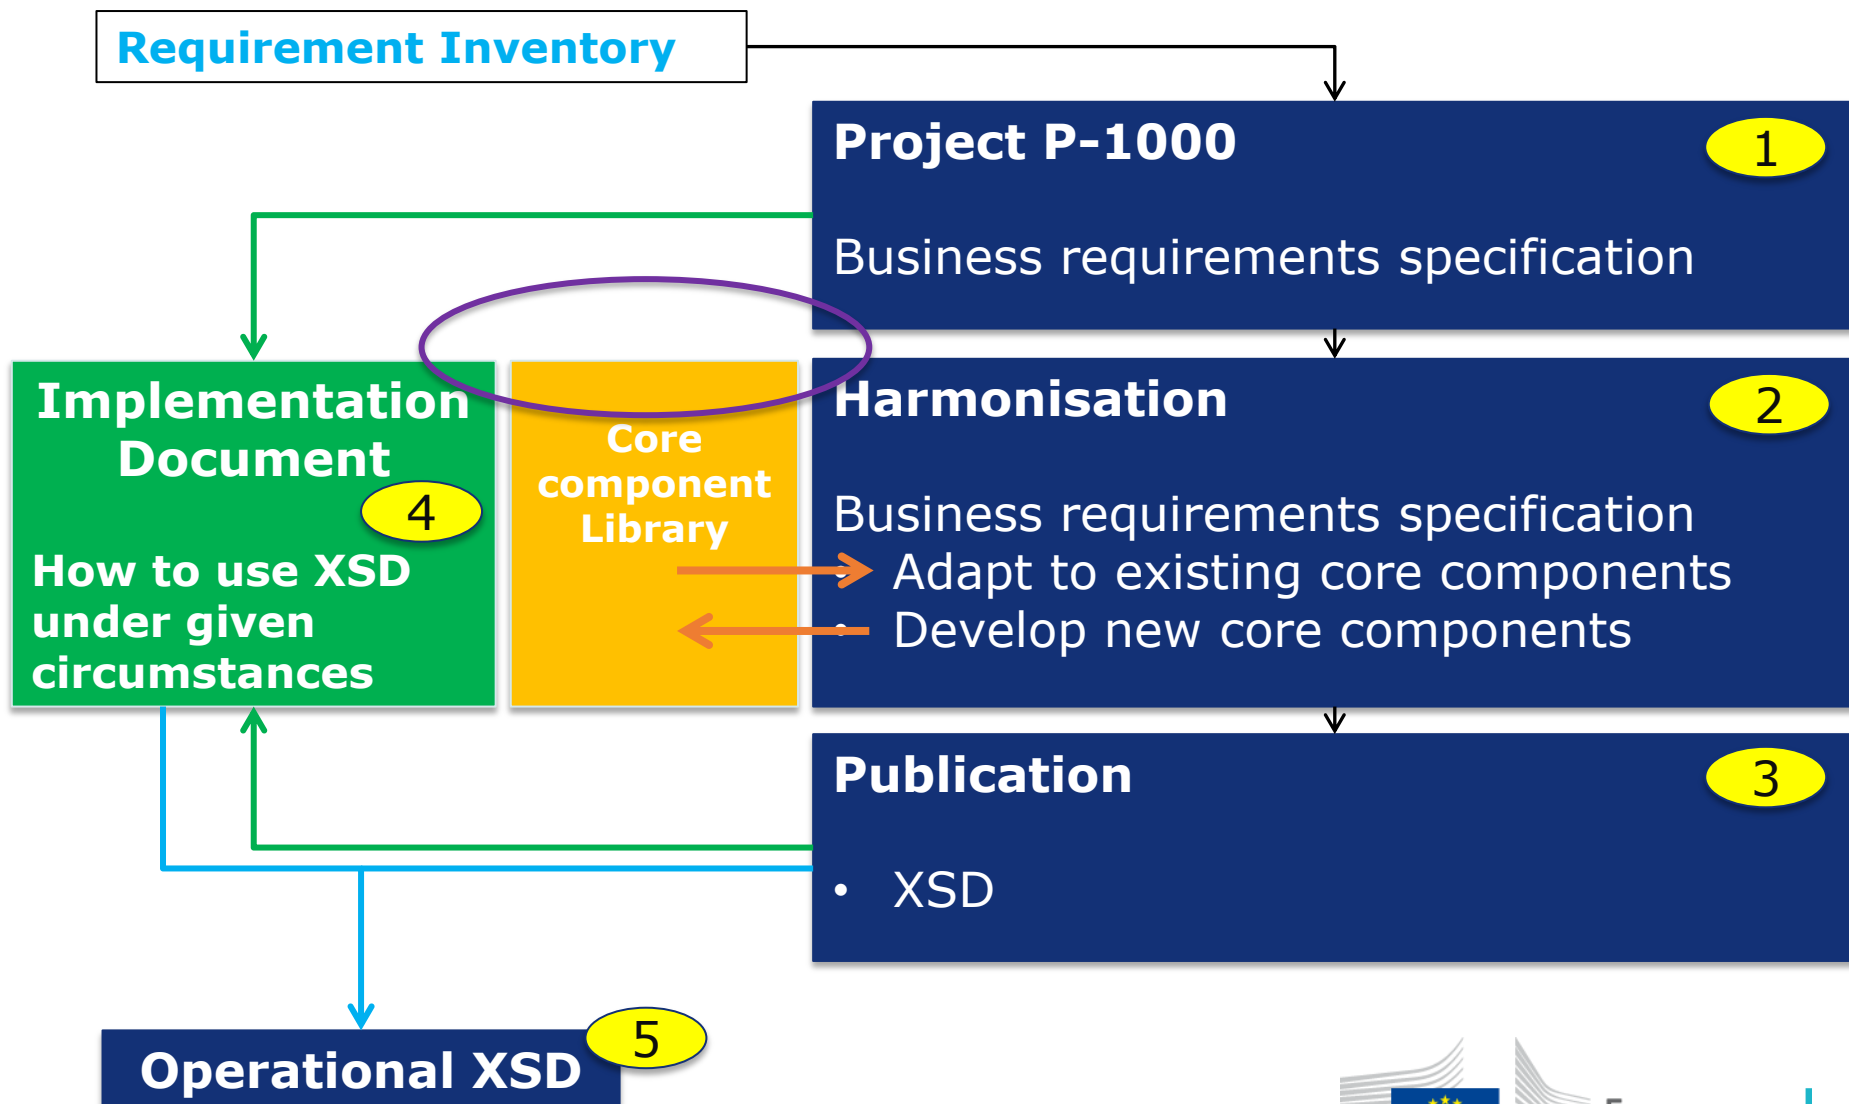 Requirement Inventory
Project P-1000
1
Business requirements specification
Implementation
Document
4
How to use XSD
under given
circumstances
Core
component
Library
Harmonisation
2
Business requirements specification
• Adapt to existing core components
• Develop new core components
Publication
3
• XSD
Operational XSD
5